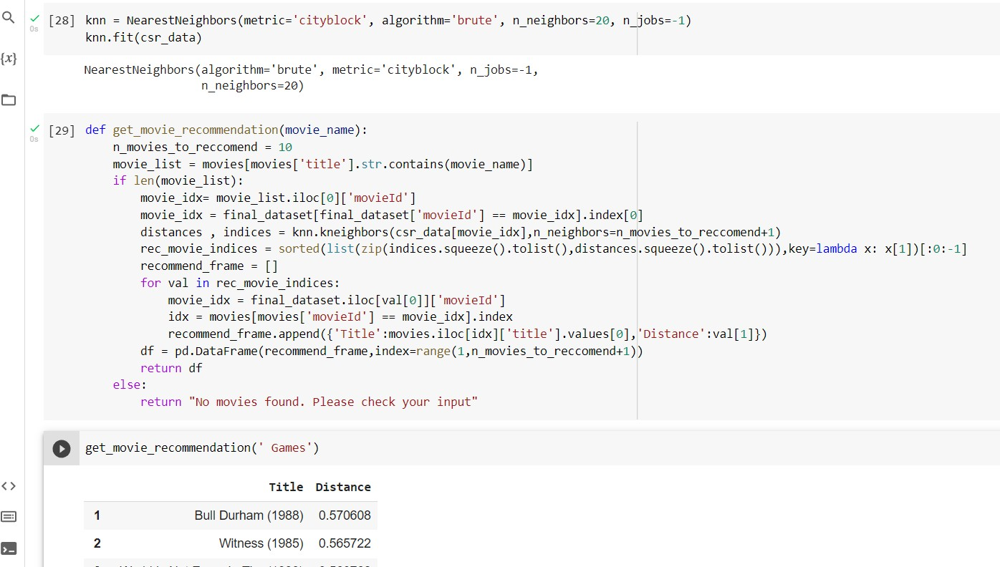 [28] knn = NearestNeighbors(metric='cityblock', algorithm='brute', n_neighbors=20, n_jobs=-1)
0s
knn.fit(csr_data)
{x}
NearestNeighbors(algorithm='brute', metric='cityblock', n_jobs=-1,
n_neighbors=20)
[29] def get_movie_recommendation(movie_name):
0s
n_movies_to_reccomend = 10
movie_list = movies[movies['title'].str.contains(movie_name)]
if len(movie_list):
movie_idx= movie_list.iloc[0]['movieId']
movie_idx = final_dataset[final_dataset['movieId'] == movie_idx].index[0]
distances , indices = knn.kneighbors(csr_data[movie_idx],n_neighbors=n_movies_to_reccomend+1)
rec_movie_indices = sorted(list(zip(indices.squeeze().tolist(),distances.squeeze().tolist())),key=lambda x: x[1])[:0:-1]
recommend_frame = []
for val in rec_movie_indices:
movie_idx = final_dataset.iloc[val[0]]['movieId']
idx = movies[movies['movieId'] == movie_idx].index
recommend_frame.append({'Title':movies.iloc[idx]['title'].values[0],'Distance':val[1]})
df = pd.DataFrame(recommend_frame,index=range(1,n_movies_to_reccomend+1))
return df
else:
return "No movies found. Please check your input"
get_movie_recommendation(' Games')
Title Distance
1 Bull Durham (1988) 0.570608
2 Witness (1985) 0.565722